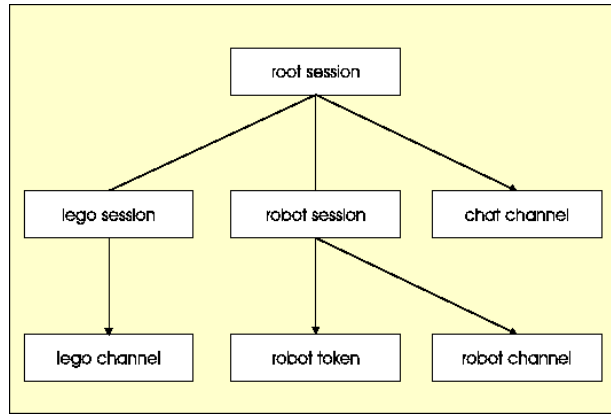 root session
lego session
robot session
chat channel
lego channel
robot token
robot channel